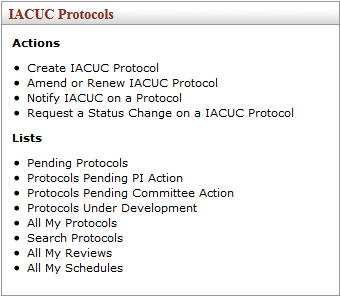 IACUC Protocols
Actions
Create IACUC Protocol
Amend or Renew IACUC Protocol
Notify IACUC on a Protocol
Request a Status Change on a IACUC Protocol
Lists
Pending Protocols
Protocols Pending PI Action
Protocols Pending Committee Action
Protocols Under Development
All My Protocols
Search Protocols
All My Reviews
All My Schedules